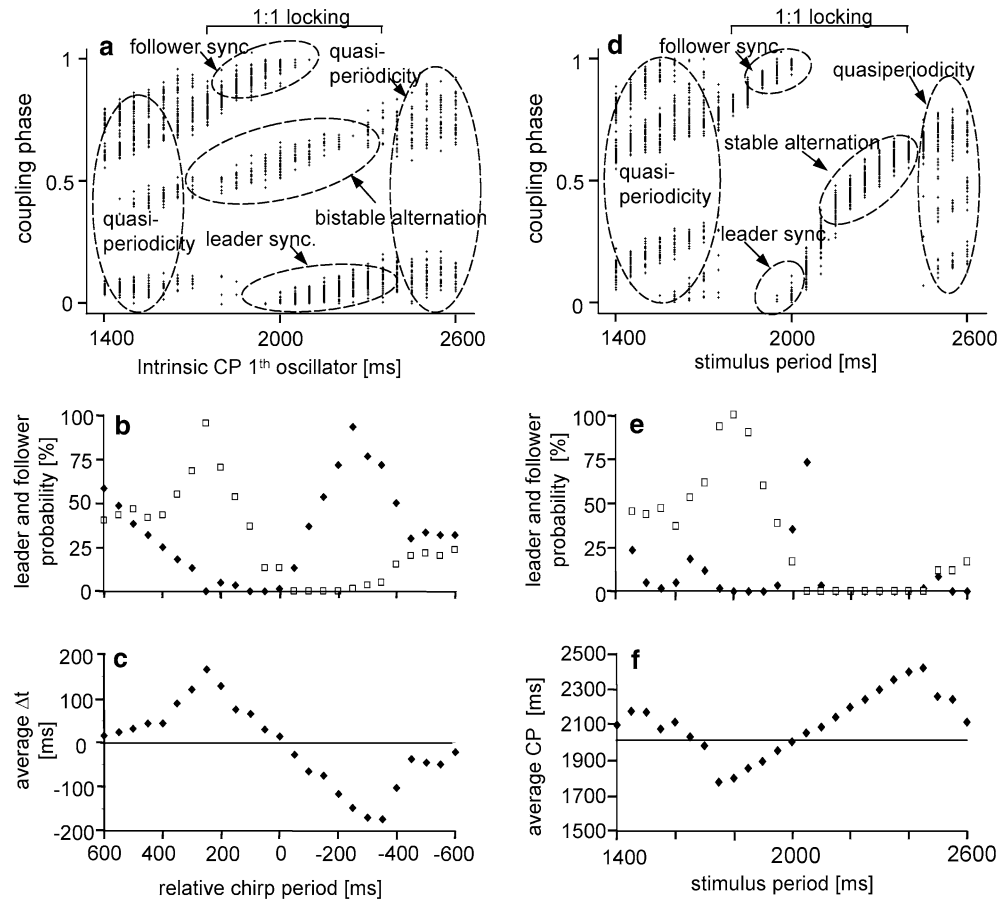 1:1 locking
a
follower sync.
quasi-
periodicity
1
coupling phase
0.5
bistable alternation
quasi-
periodicity
leader sync.
0
1400
2000
2600
Intrinsic CP 1th oscillator [ms]
1:1 locking
d
follower sync.
quasiperiodicity
1
coupling phase
stable alternation
0.5
quasi-
periodicity
leader sync.
0
1400
2000
2600
stimulus period [ms]
b
leader and follower
probability [%]
100
75
50
25
0
e
leader and follower
probability [%]
100
75
50
25
0
c
average Δt
[ms]
200
100
0
-100
-200
600
400
200
0
-200
-400
-600
relative chirp period [ms]
f
average CP [ms]
2500
2300
2100
1900
1700
1500
1400
2000
2600
stimulus period [ms]